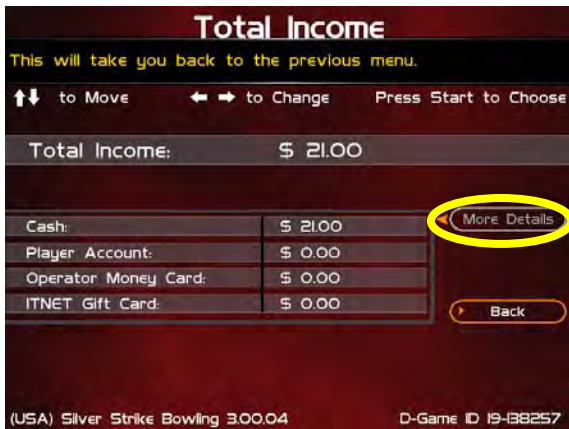 Total Income
This will take you back to the previous menu.
to Move to Change Press Start to Choose
Total Income: $ 21.00
More Details
Cash: $ 21.00
Player Account: $ 0.00
Operator Money Card: $ 0.00
ITNET Gift Card: $ 0.00
Back
(USA) Silver Strike Bowling 3.00.04 D-Game ID 19-138257